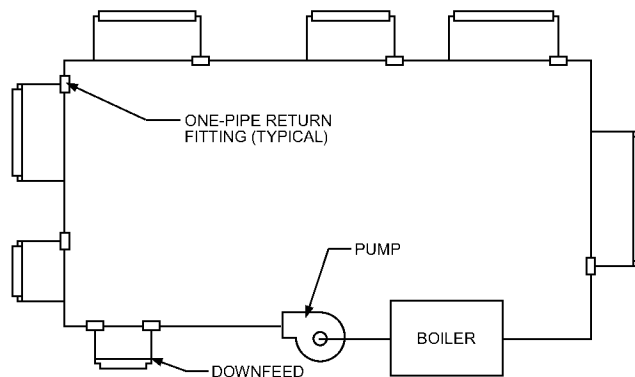 ONE-PIPE RETURN
FITTING (TYPICAL)
PUMP
BOILER
DOWNFEED